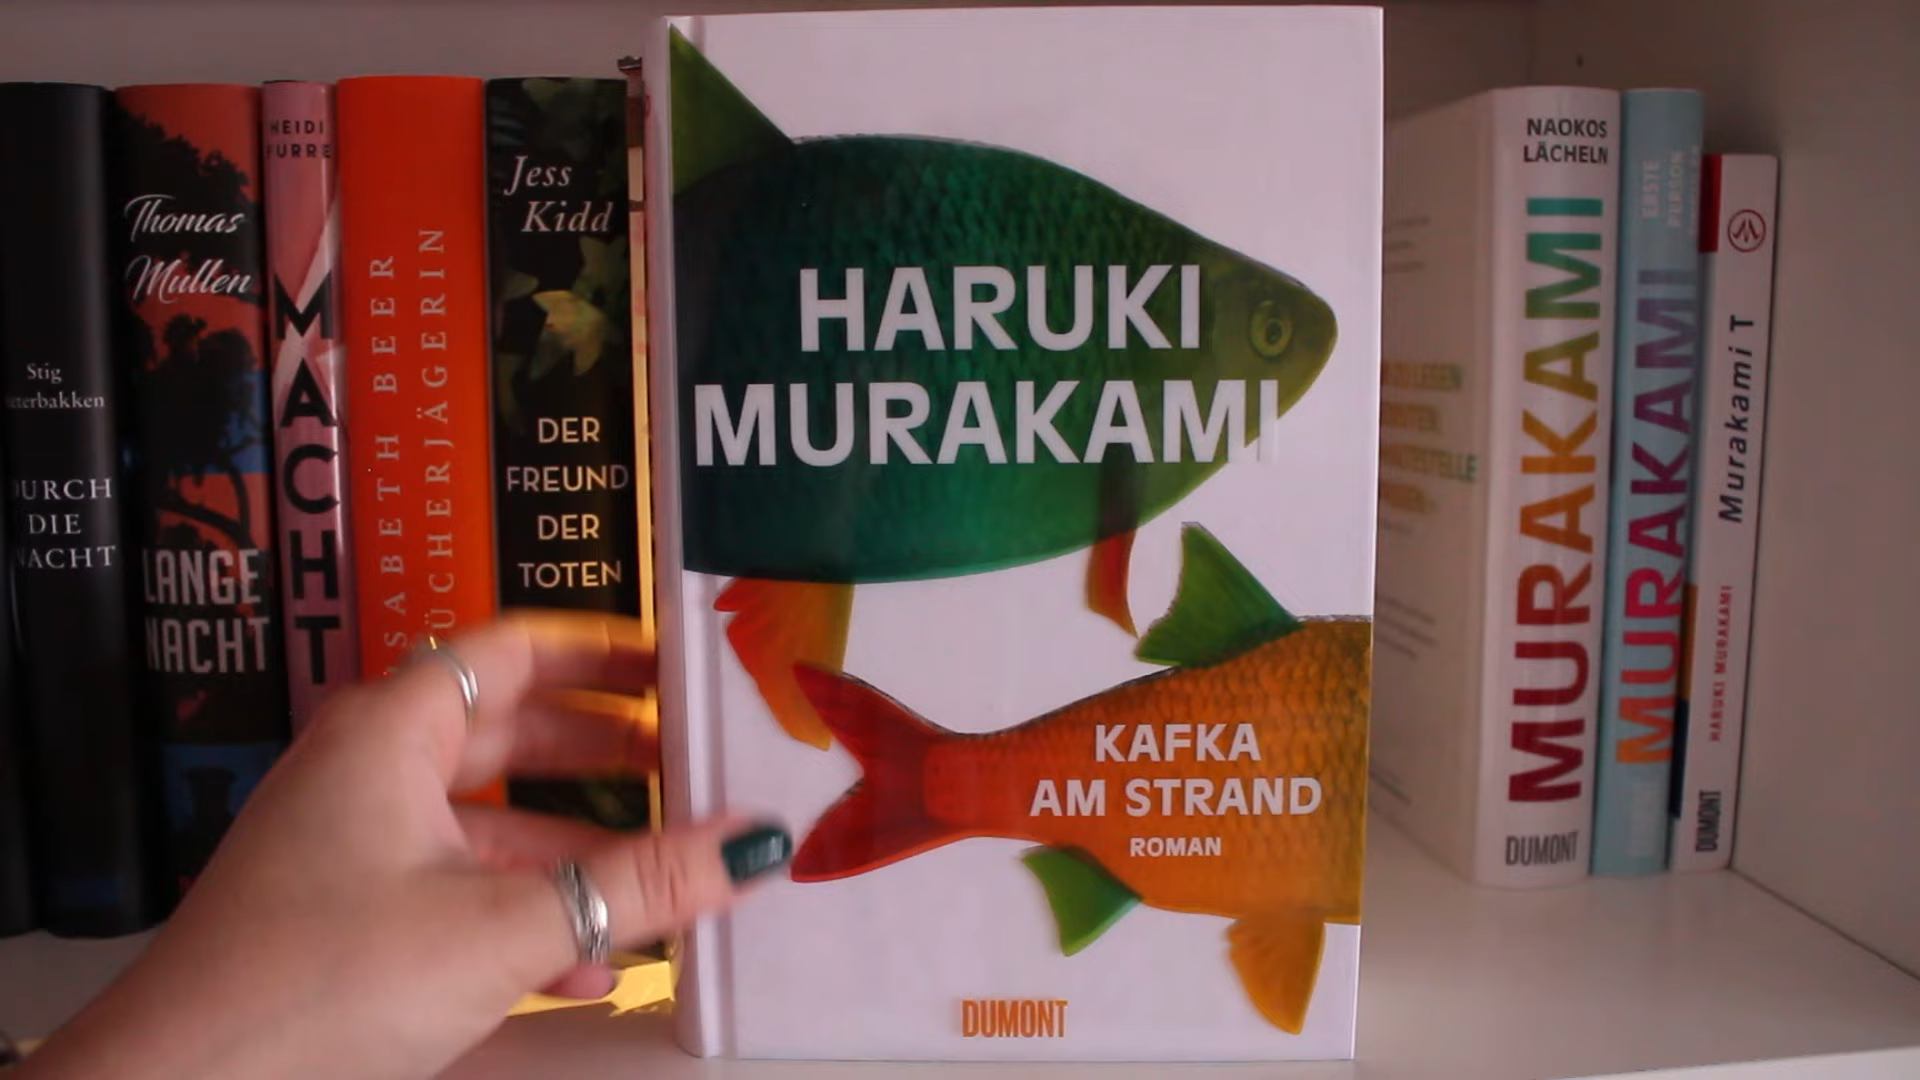 Stig
DURCH
DIE
NACHT
Thomas
Mullen
LANGE
NACHT
HEIDI
FURRE
MACHT
BEER
Jess
Kidd
DER
FREUND
DER
TOTEN
HARUKI
MURAKAMI
KAFKA
AM STRAND
ROMAN
DUMONT
NAOKOS
LÄCHELN
MURAKAMI
DUMONT
ERSTE
PERSON
MURAKAMI
Murakami T
HARUKI MURAKAMI
DUMONT